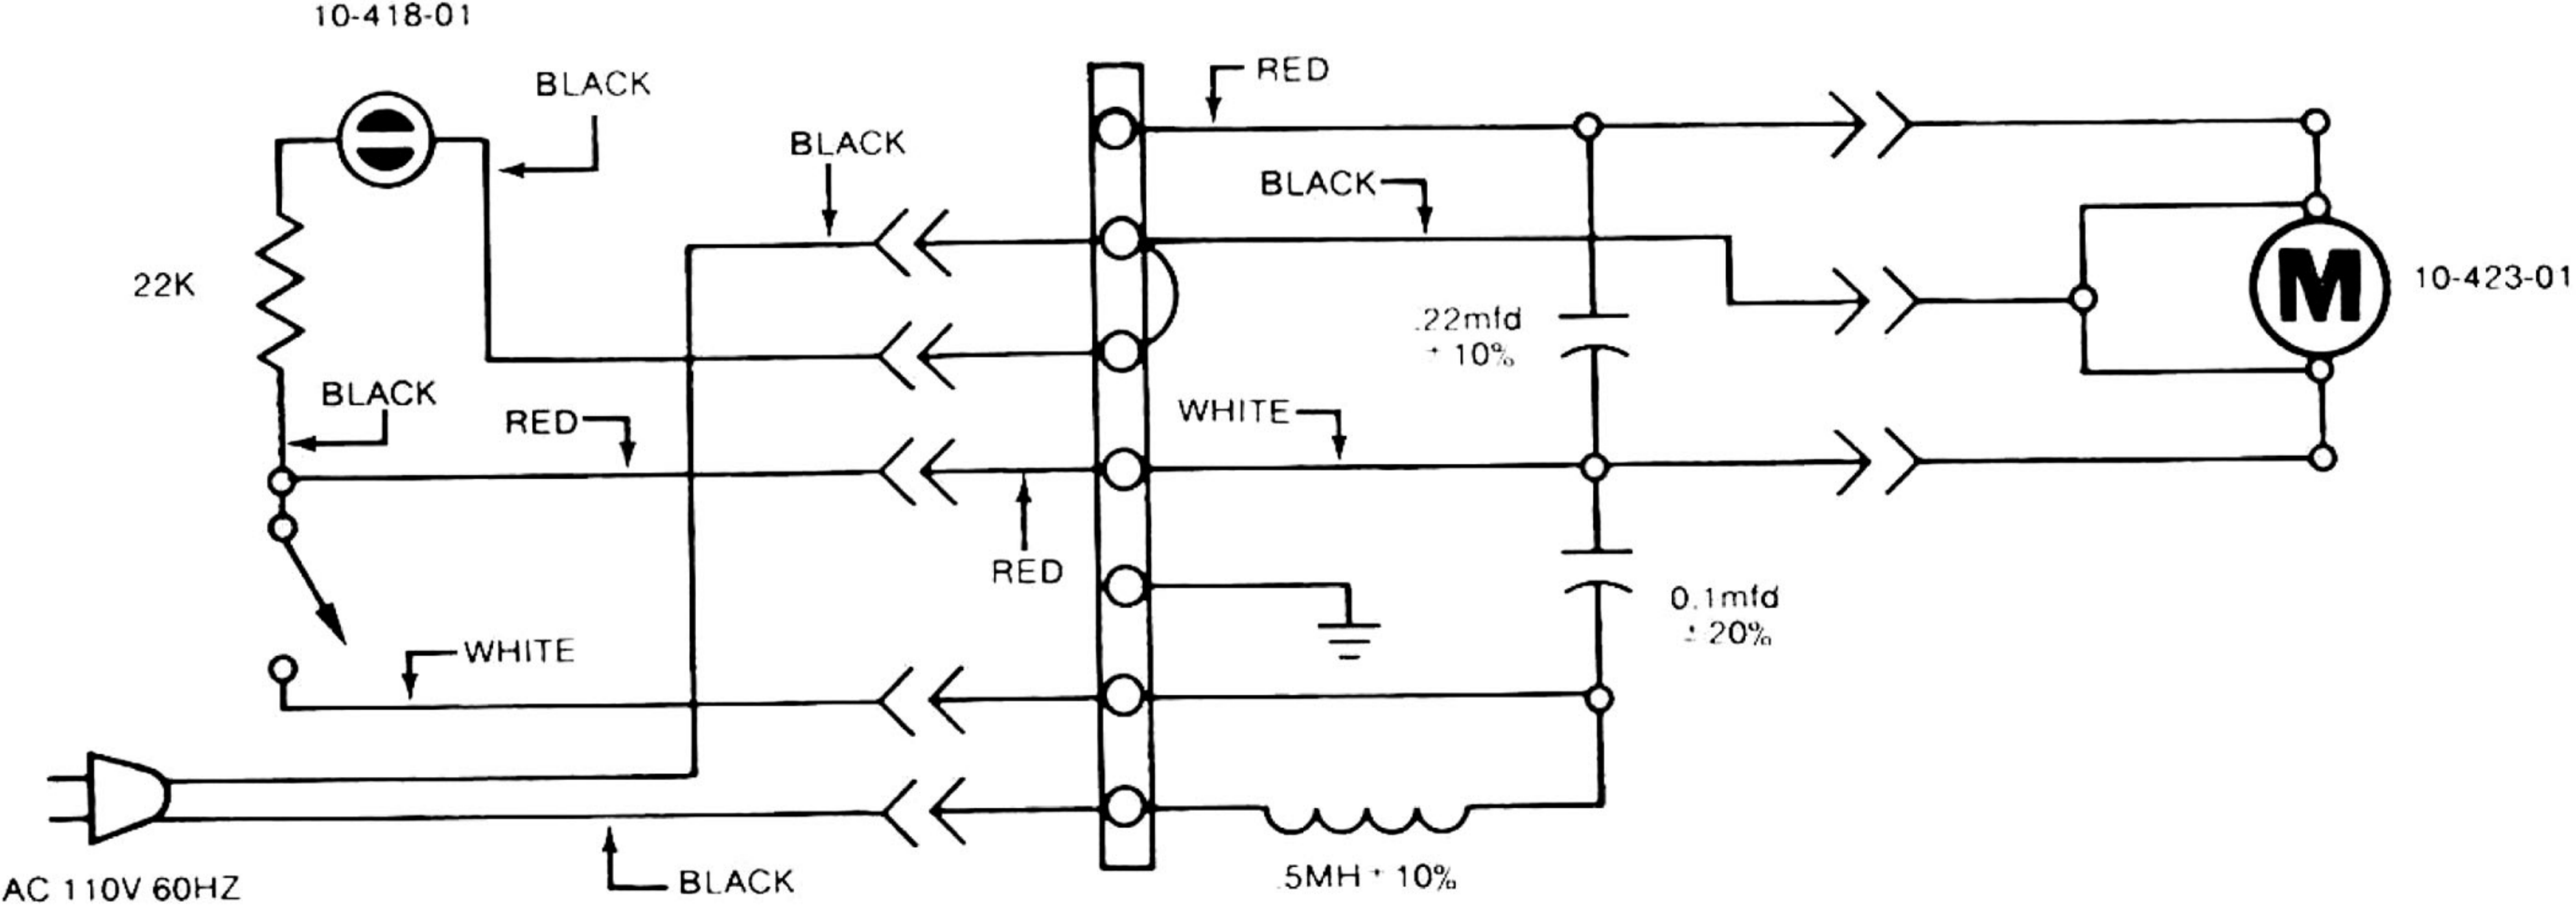 10-418-01
BLACK
RED
BLACK
BLACK
22K
M
10-423-01
.22mfd
+ 10%
BLACK
RED
WHITE
RED
0.1mfd
± 20%
WHITE
AC 110V 60HZ
BLACK
.5MH + 10%